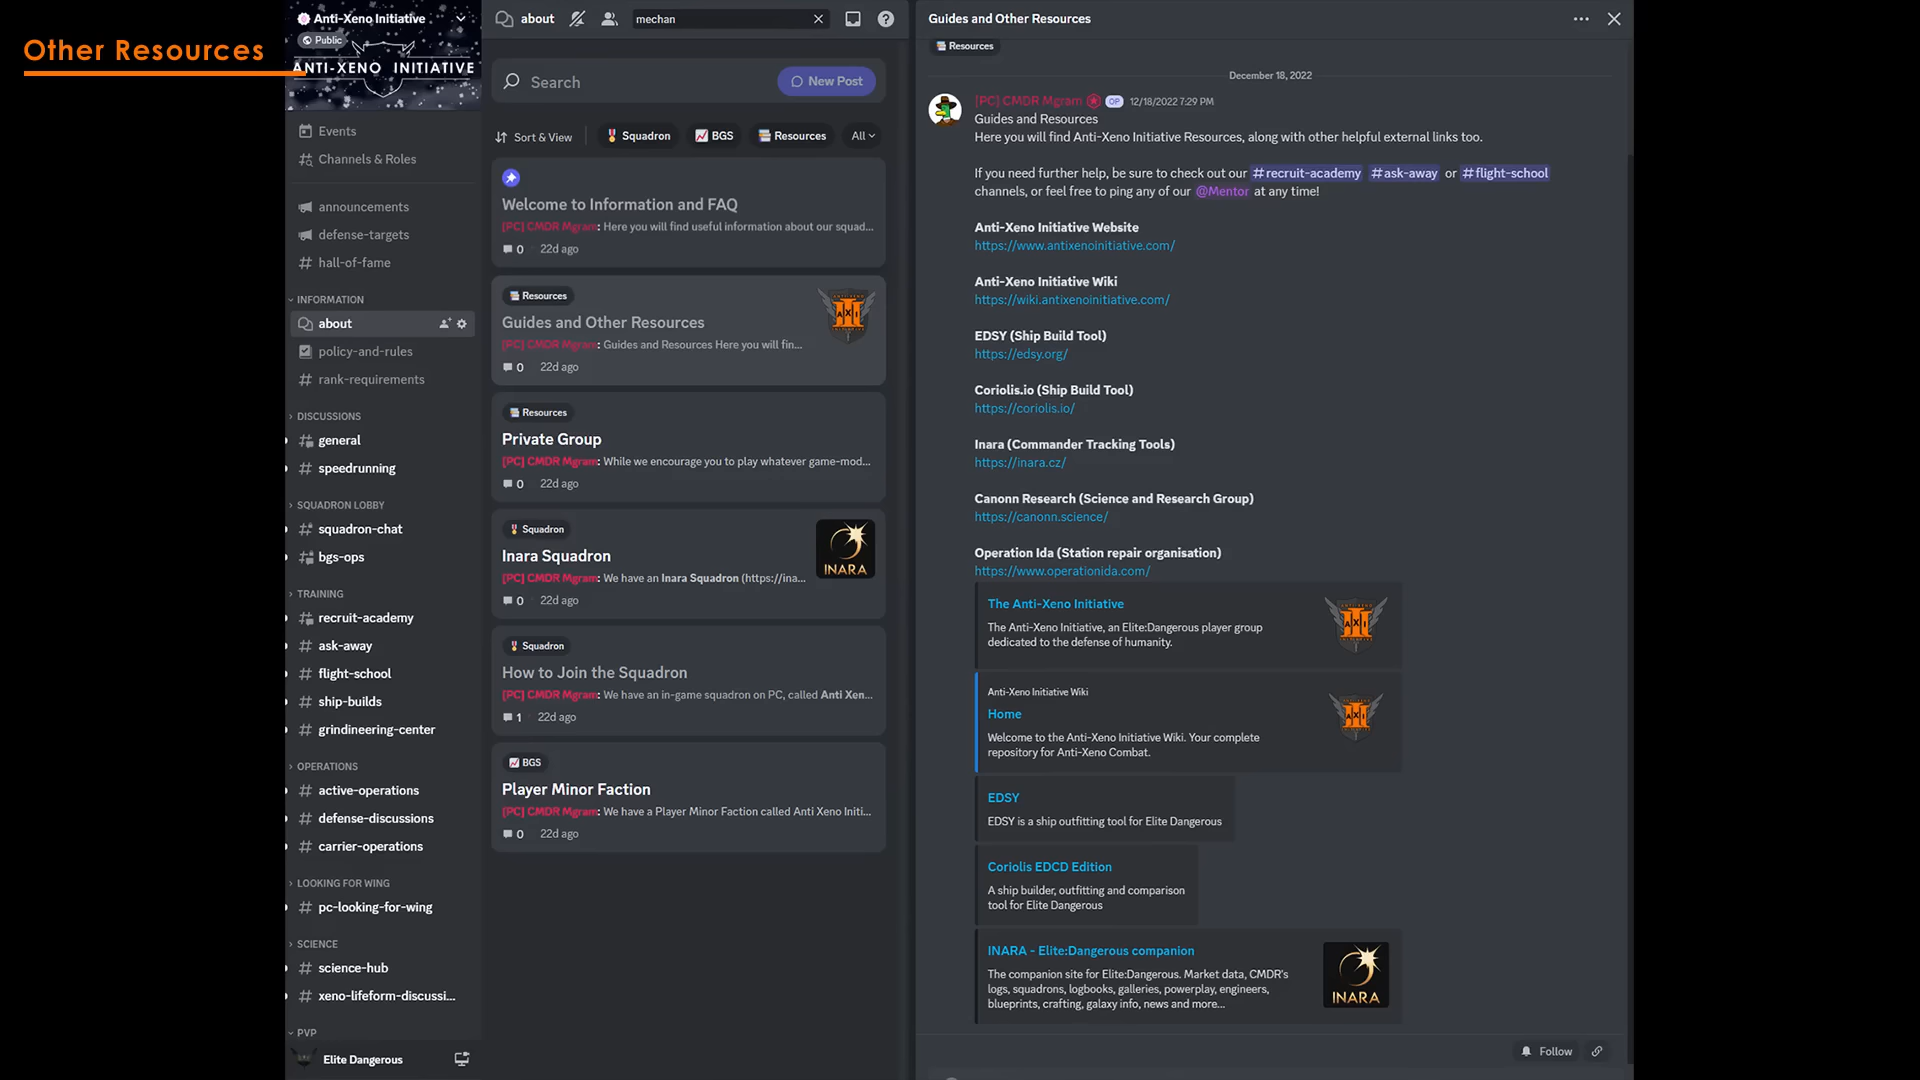 Other Resources
Anti-Xeno Initiative
Public
ANTI-XENO INITIATIVE
Events
Channels & Roles
announcements
defense-targets
hall-of-fame
INFORMATION
about
policy-and-rules
rank-requirements
DISCUSSIONS
general
speedrunning
SQUADRON LOBBY
squadron-chat
bgs-ops
TRAINING
recruit-academy
ask-away
flight-school
ship-builds
grindineering-center
OPERATIONS
active-operations
defense-discussions
carrier-operations
LOOKING FOR WING
pc-looking-for-wing
SCIENCE
science-hub
xeno-lifeform-discussi...
PVP
Elite Dangerous
about
mechan
Search
New Post
Sort & View
Squadron
BGS
Resources
All
Welcome to Information and FAQ
[PC] CMDR Mgram: Here you will find useful information about our squad...
0 22d ago
Resources
Guides and Other Resources
[PC] CMDR Mgram: Guides and Resources Here you will fin...
0 22d ago
AXI
Resources
Private Group
[PC] CMDR Mgram: While we encourage you to play whatever game-mod...
0 22d ago
Squadron
Inara Squadron
[PC] CMDR Mgram: We have an Inara Squadron (https://ina...
0 22d ago
INARA
Squadron
How to Join the Squadron
[PC] CMDR Mgram: We have an in-game squadron on PC, called Anti Xen...
1 22d ago
BGS
Player Minor Faction
[PC] CMDR Mgram: We have a Player Minor Faction called Anti Xeno Initi...
0 22d ago
Guides and Other Resources
Resources
December 18, 2022
[PC] CMDR Mgram OP 12/18/2022 7:29 PM
Guides and Resources
Here you will find Anti-Xeno Initiative Resources, along with other helpful external links too.
If you need further help, be sure to check out our #recruit-academy #ask-away or #flight-school
channels, or feel free to ping any of our @Mentor at any time!
Anti-Xeno Initiative Website
https://www.antixenoinitiative.com/
Anti-Xeno Initiative Wiki
https://wiki.antixenoinitiative.com/
EDSY (Ship Build Tool)
https://edsy.org/
Coriolis.io (Ship Build Tool)
https://coriolis.io/
Inara (Commander Tracking Tools)
https://inara.cz/
Canonn Research (Science and Research Group)
https://canonn.science/
Operation Ida (Station repair organisation)
https://www.operationida.com/
The Anti-Xeno Initiative
The Anti-Xeno Initiative, an Elite:Dangerous player group
dedicated to the defense of humanity.
AXI
Anti-Xeno Initiative Wiki
Home
Welcome to the Anti-Xeno Initiative Wiki. Your complete
repository for Anti-Xeno Combat.
AXI
EDSY
EDSY is a ship outfitting tool for Elite Dangerous
Coriolis EDCD Edition
A ship builder, outfitting and comparison
tool for Elite Dangerous
INARA - Elite:Dangerous companion
The companion site for Elite:Dangerous. Market data, CMDR's
logs, squadrons, logbooks, galleries, powerplay, engineers,
blueprints, crafting, galaxy info, news and more...
INARA
Follow